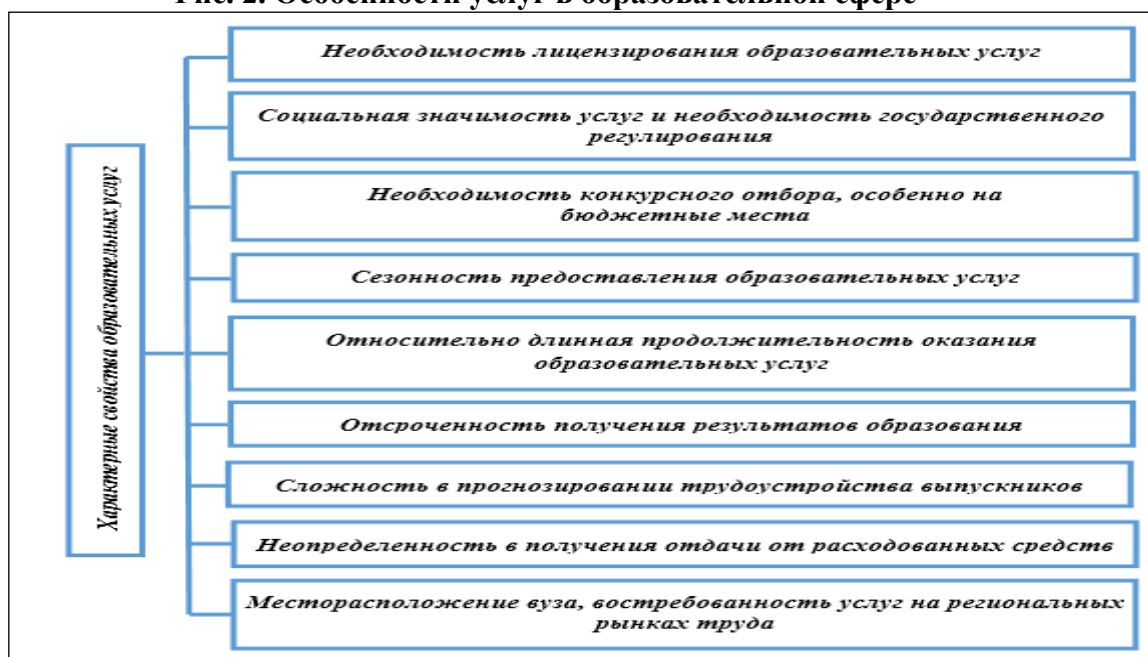 Рис. 2. Особенности услуг в образовательной сфере
Необходимость лицензирования образовательных услуг
Социальная значимость услуг и необходимость государственного
регулирования
Необходимость конкурсного отбора, особенно на
бюджетные места
Сезонность предоставления образовательных услуг
Относительно длинная продолжительность оказания
образовательных услуг
Отсроченность получения результатов образования
Сложность в прогнозировании трудоустройства выпускников
Неопределенность в получения отдачи от расходованных средств
Месторасположение вуза, востребованность услуг на региональных
рынках труда
Характерные свойства образовательных услуг